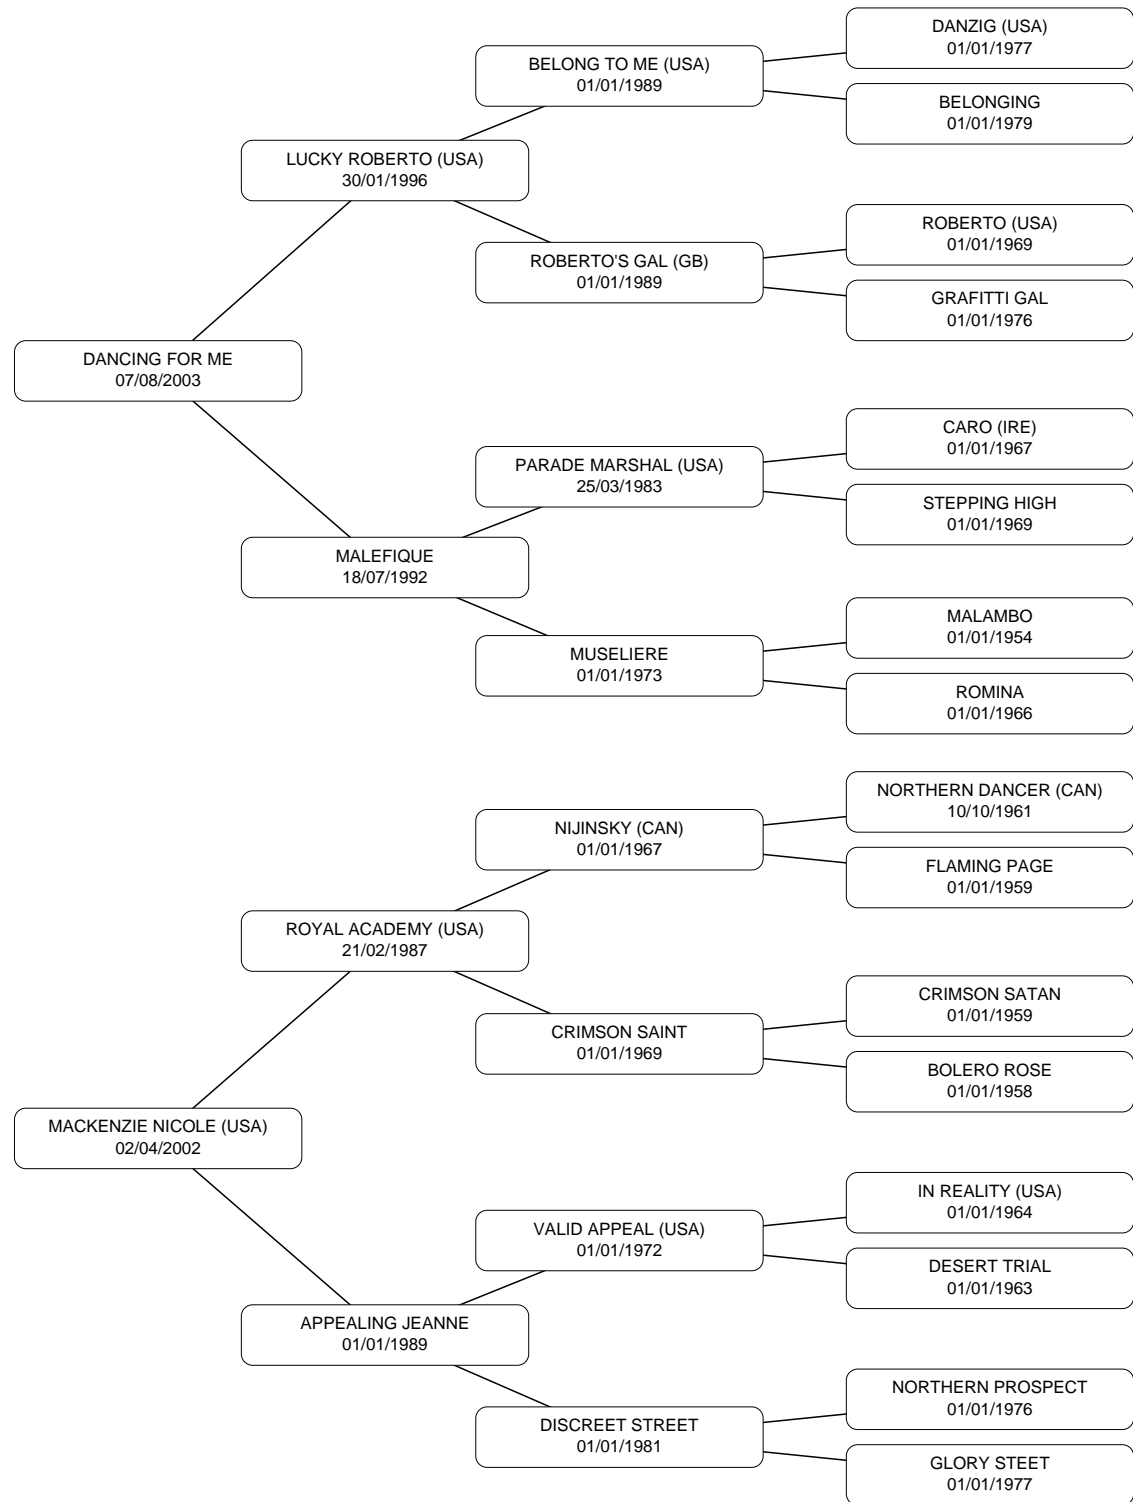 DANZIG (USA)
01/01/1977
BELONG TO ME (USA)
01/01/1989
BELONGING
01/01/1979
LUCKY ROBERTO (USA)
30/01/1996
ROBERTO (USA)
01/01/1969
ROBERTO'S GAL (GB)
01/01/1989
GRAFITTI GAL
01/01/1976
DANCING FOR ME
07/08/2003
CARO (IRE)
01/01/1967
PARADE MARSHAL (USA)
25/03/1983
STEPPING HIGH
01/01/1969
MALEFIQUE
18/07/1992
MALAMBO
01/01/1954
MUSELIERE
01/01/1973
ROMINA
01/01/1966
NORTHERN DANCER (CAN)
10/10/1961
NIJINSKY (CAN)
01/01/1967
FLAMING PAGE
01/01/1959
ROYAL ACADEMY (USA)
21/02/1987
CRIMSON SATAN
01/01/1959
CRIMSON SAINT
01/01/1969
BOLERO ROSE
01/01/1958
MACKENZIE NICOLE (USA)
02/04/2002
IN REALITY (USA)
01/01/1964
VALID APPEAL (USA)
01/01/1972
DESERT TRIAL
01/01/1963
APPEALING JEANNE
01/01/1989
NORTHERN PROSPECT
01/01/1976
DISCREET STREET
01/01/1981
GLORY STEET
01/01/1977